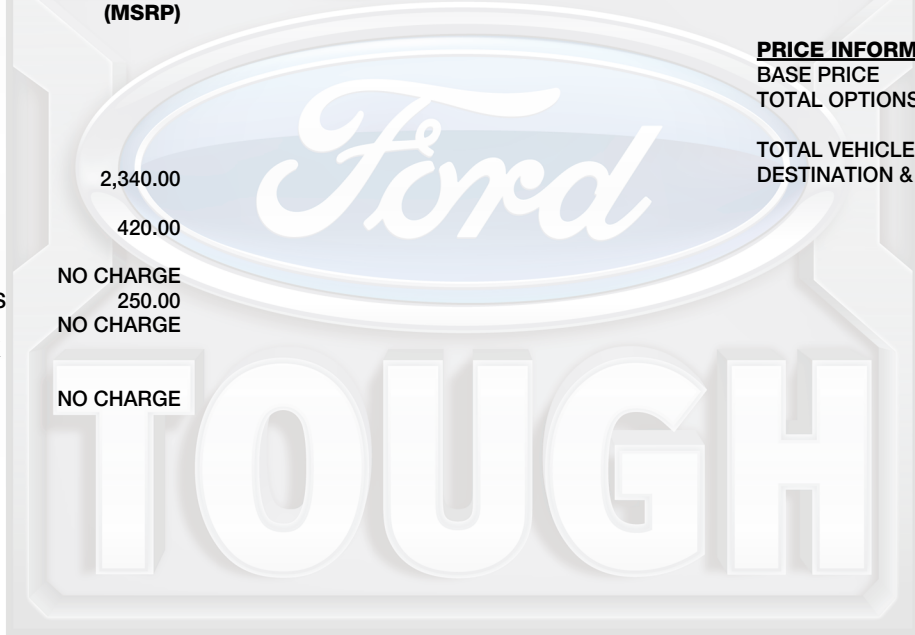 (MSRP)
PRICE INFORM
BASE PRICE
TOTAL OPTIONS
TOTAL VEHICLE
DESTINATION &
2,340.00
420.00
NO CHARGE
S 250.00
NO CHARGE
NO CHARGE
Ford
TOUGH